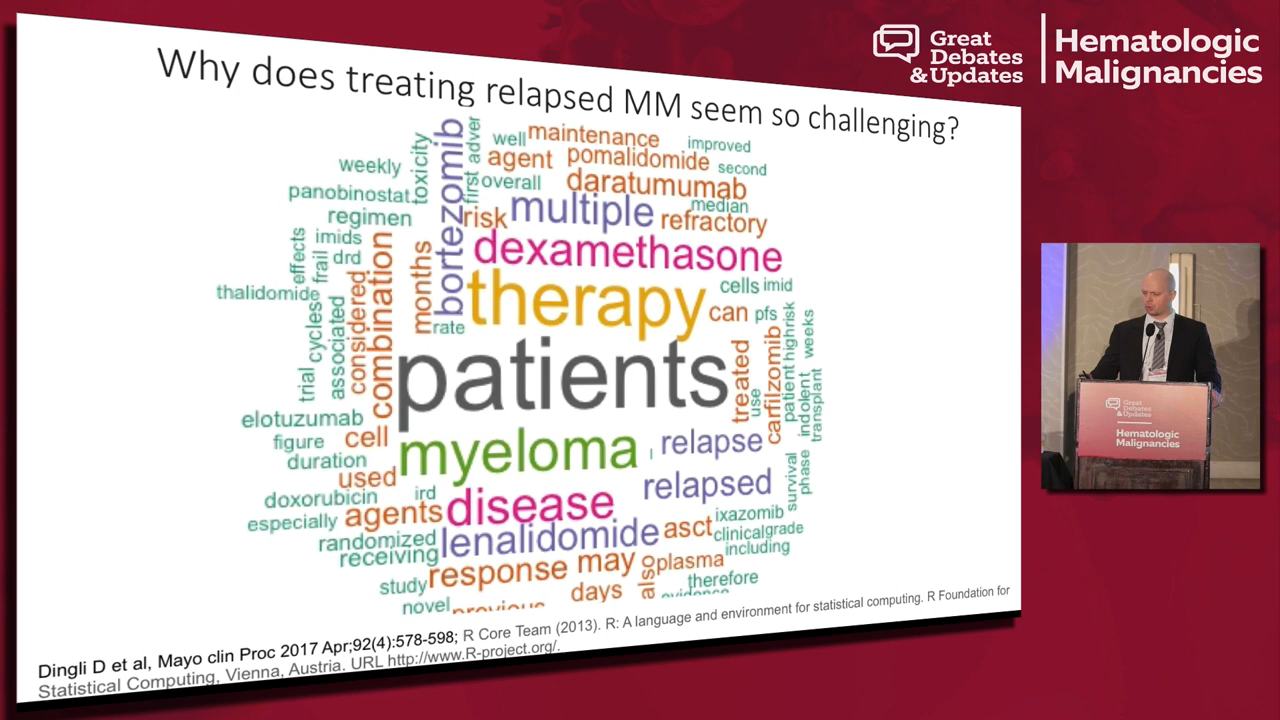 Great
Debates
& Updates
Hematologic
Malignancies
Why does treating relapsed MM seem so challenging?
weekly
toxicity
bortezomib
first
adver
well
maintenance
improved
agent
pomalidomide
second
panobinostat
overall
daratumumab
regimen
risk
multiple
median
refractory
effects
imids
frail
drd
considered
combination
months
dexamethasone
thalidomide
therapy
cells
imid
rate
can
pfs
trial
cycles
associated
patients
treated
use
carfilzomib
patient
highrisk
weeks
indolent
transplant
elotuzumab
figure
cell
myeloma
relapse
duration
used
disease
relapsed
survival
phase
doxorubicin
ird
especially
agents
randomized
receiving
lenalidomide
asct
ixazomib
clinical
grade
including
study
response
may
also
plasma
therefore
novel
previous
days
evidence
Dingli D et al, Mayo clin Proc 2017 Apr;92(4):578-598; R Core Team (2013). R: A language and environment for statistical computing. R Foundation for
Statistical Computing, Vienna, Austria. URL http://www.R-project.org/.
Great
Debates
& Updates
Hematologic
Malignancies